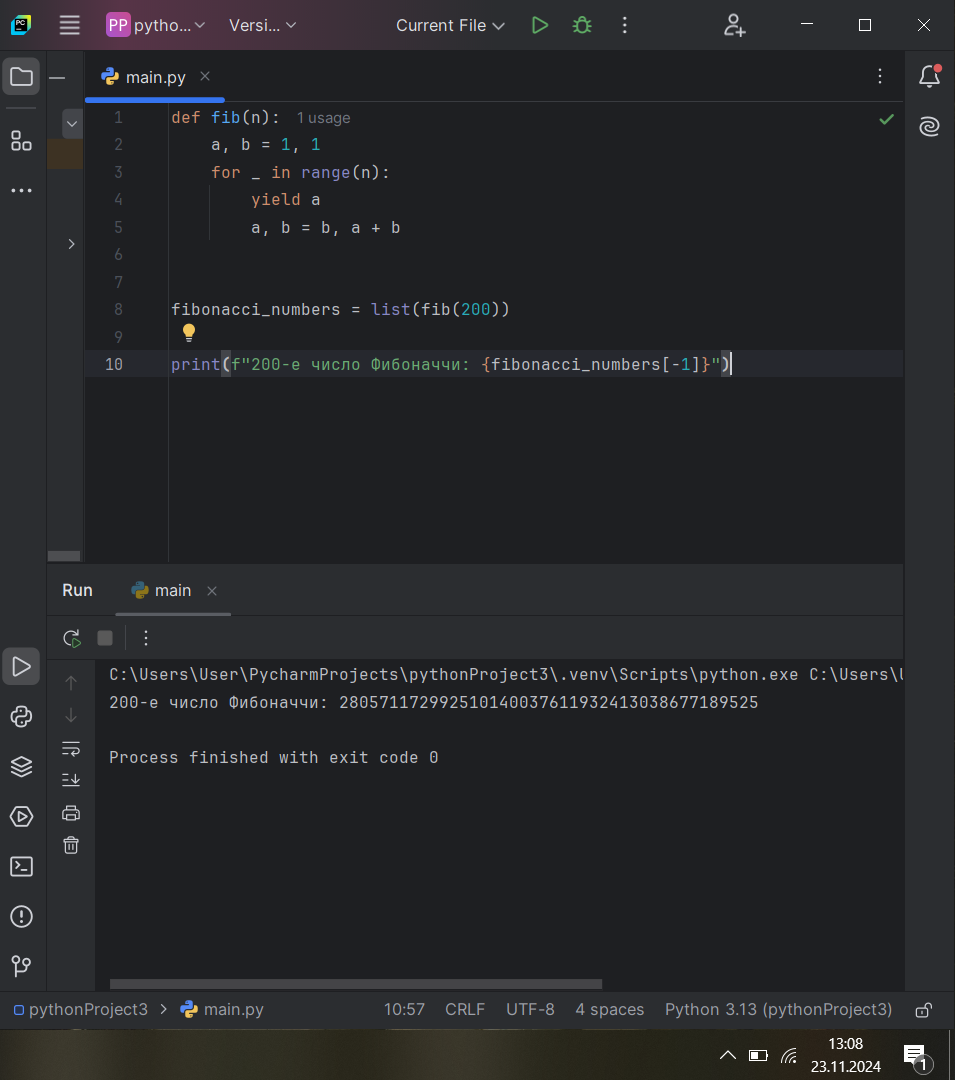 PP pytho... Versi... Current File
main.py
1 def fib(n): 1 usage
2 a, b = 1, 1
3 for _ in range(n):
4 yield a
5 a, b = b, a + b
6
7
8 fibonacci_numbers = list(fib(200))
9
10 print(f"200-е число Фибоначчи: {fibonacci_numbers[-1]}")
Run main
C:\Users\User\PycharmProjects\pythonProject3\.venv\Scripts\python.exe C:\Users\U
200-е число Фибоначчи: 280571172992510140037611932413038677189525
Process finished with exit code 0
pythonProject3 > main.py 10:57 CRLF UTF-8 4 spaces Python 3.13 (pythonProject3)
13:08
23.11.2024
1